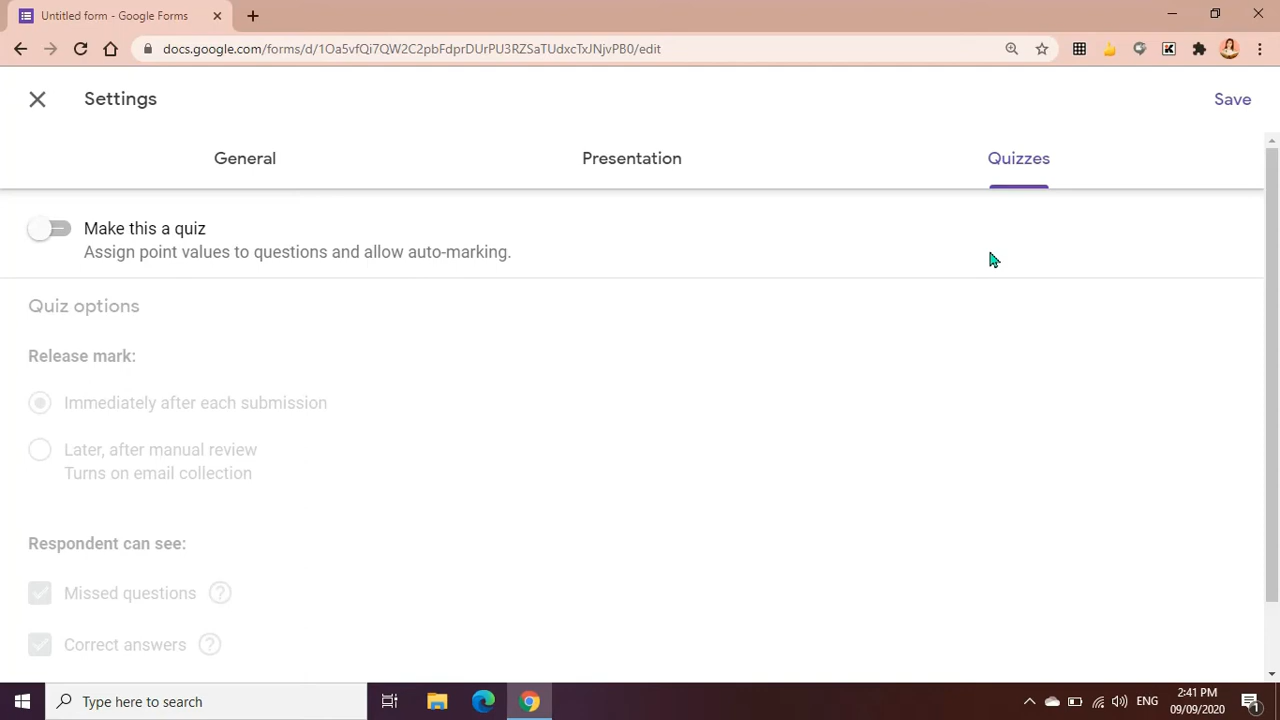 Untitled form - Google Forms
docs.google.com/forms/d/1Oa5vfQi7QW2C2pbFdprDUrPU3RZSaTUdxcTxJNjvPB0/edit
Settings
Save
General
Presentation
Quizzes
Make this a quiz
Assign point values to questions and allow auto-marking.
Quiz options
Release mark:
Immediately after each submission
Later, after manual review
Turns on email collection
Respondent can see:
Missed questions
Correct answers
Type here to search
ENG
2:41 PM
09/09/2020